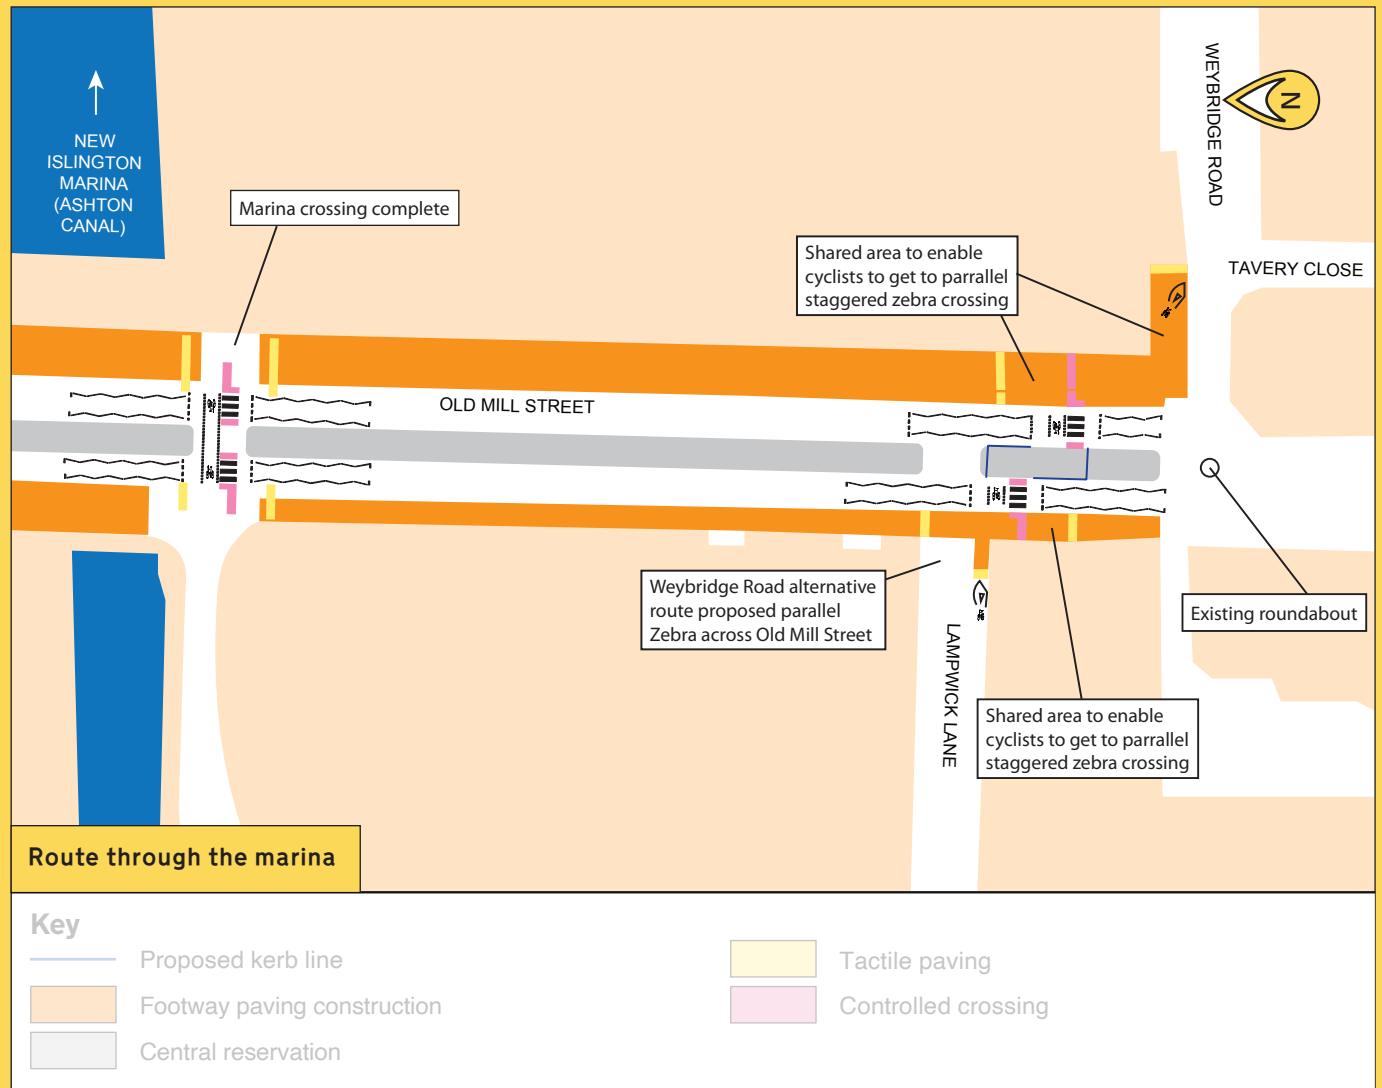 WEYBRIDGE ROAD
N
NEW
ISLINGTON
MARINA
(ASHTON
CANAL)
Marina crossing complete
Shared area to enable
cyclists to get to parrallel
staggered zebra crossing
TAVERY CLOSE
OLD MILL STREET
Weybridge Road alternative
route proposed parallel
Zebra across Old Mill Street
Existing roundabout
LAMPWICK LANE
Shared area to enable
cyclists to get to parrallel
staggered zebra crossing
Route through the marina
Key
Proposed kerb line
Footway paving construction
Central reservation
Tactile paving
Controlled crossing